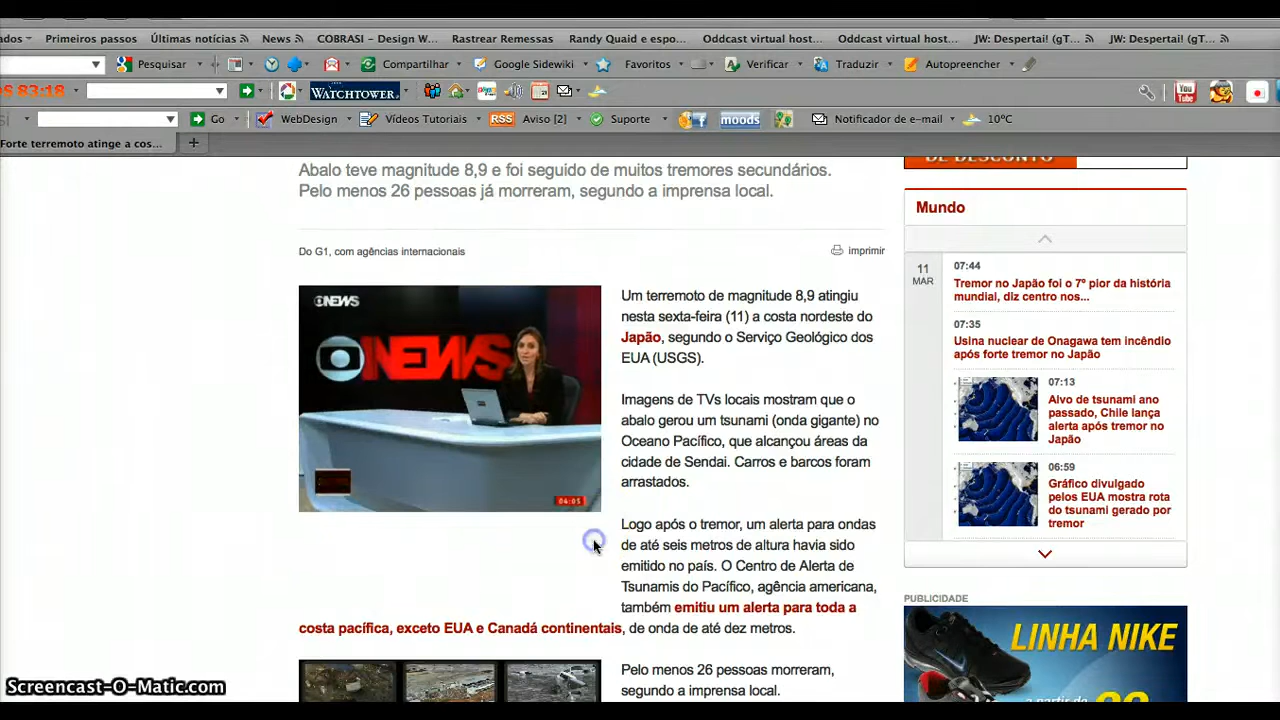 ados
Primeiros passos
Últimas notícias
News
COBRASI – Design W...
Rastrear Remessas
Randy Quaid e espo...
Oddcast virtual host...
Oddcast virtual host...
JW: Despertai! (gT...
JW: Despertai! (gT...
Pesquisar
Compartilhar
Google Sidewiki
Favoritos
Verificar
Traduzir
Autopreencher
OS 83:18
WATCHTOWER
You Tube
Go
WebDesign
Vídeos Tutoriais
RSS
Aviso [2]
Suporte
moods
Notificador de e-mail
10ºC
Forte terremoto atinge a cos...
Abalo teve magnitude 8,9 e foi seguido de muitos tremores secundários.
Pelo menos 26 pessoas já morreram, segundo a imprensa local.
Do G1, com agências internacionais
imprimir
NEWS
NEWS
04:05
Um terremoto de magnitude 8,9 atingiu
nesta sexta-feira (11) a costa nordeste do
Japão, segundo o Serviço Geológico dos
EUA (USGS).
Imagens de TVs locais mostram que o
abalo gerou um tsunami (onda gigante) no
Oceano Pacífico, que alcançou áreas da
cidade de Sendai. Carros e barcos foram
arrastados.
Logo após o tremor, um alerta para ondas
de até seis metros de altura havia sido
emitido no país. O Centro de Alerta de
Tsunamis do Pacífico, agência americana,
também emitiu um alerta para toda a
costa pacífica, exceto EUA e Canadá continentais, de onda de até dez metros.
Pelo menos 26 pessoas morreram,
segundo a imprensa local.
DE DESCONTO
Mundo
11
MAR
07:44
Tremor no Japão foi o 7º pior da história
mundial, diz centro nos...
07:35
Usina nuclear de Onagawa tem incêndio
após forte tremor no Japão
07:13
Alvo de tsunami ano
passado, Chile lança
alerta após tremor no
Japão
06:59
Gráfico divulgado
pelos EUA mostra rota
do tsunami gerado por
tremor
PUBLICIDADE
LINHA NIKE
a partir de
Screencast-O-Matic.com